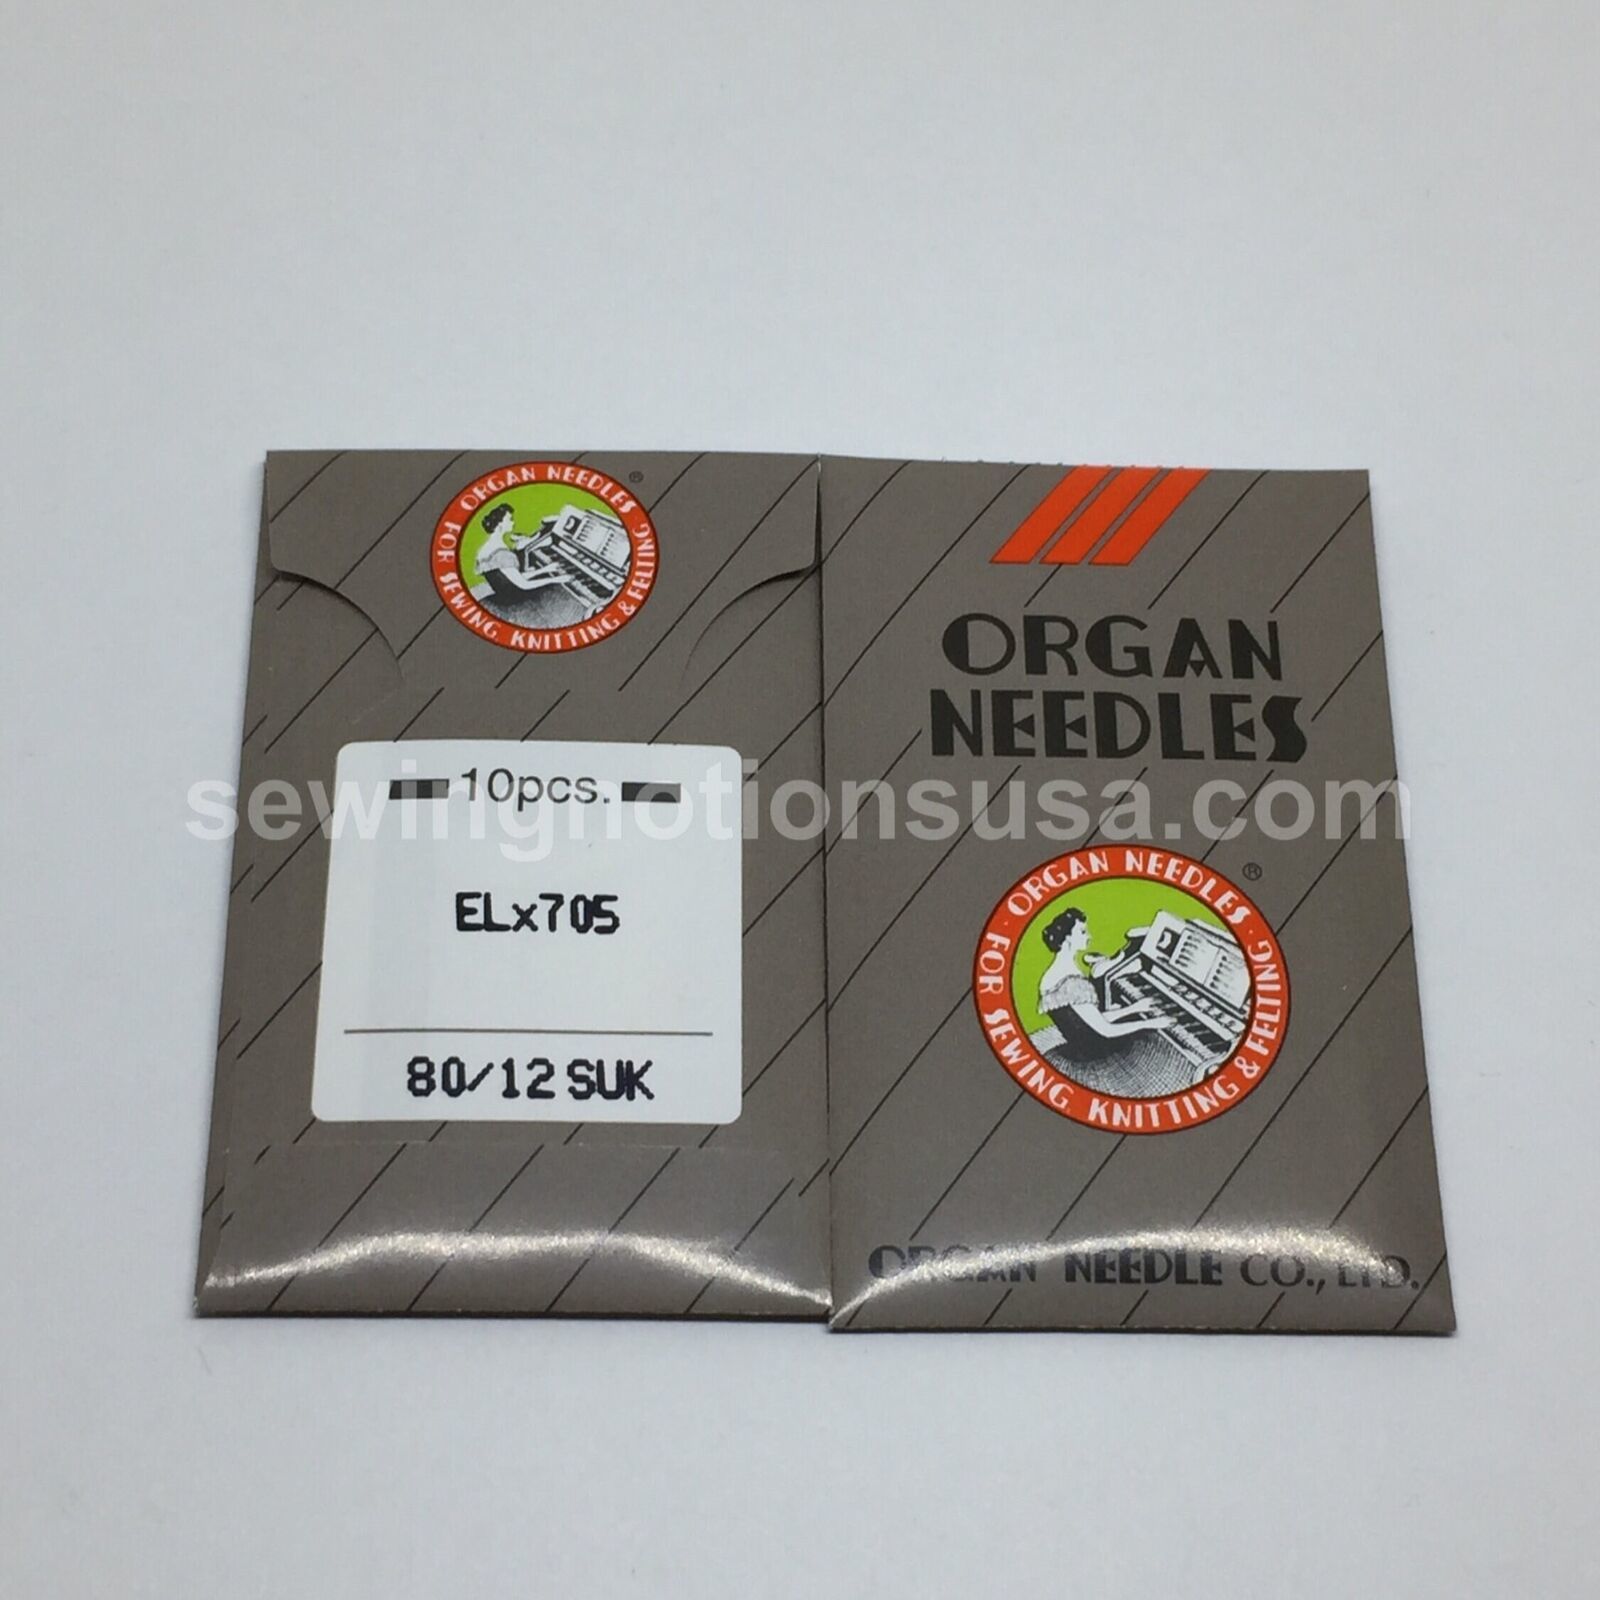 ORGAN NEEDLES ®
FOR SEWING KNITTING & FELTING
10pcs.
ELx705
80/12 SUK
ORGAN
NEEDLES
ORGAN NEEDLES ®
FOR SEWING KNITTING & FELTING
ORGAN NEEDLE CO., LTD.
sewingnotionsusa.com